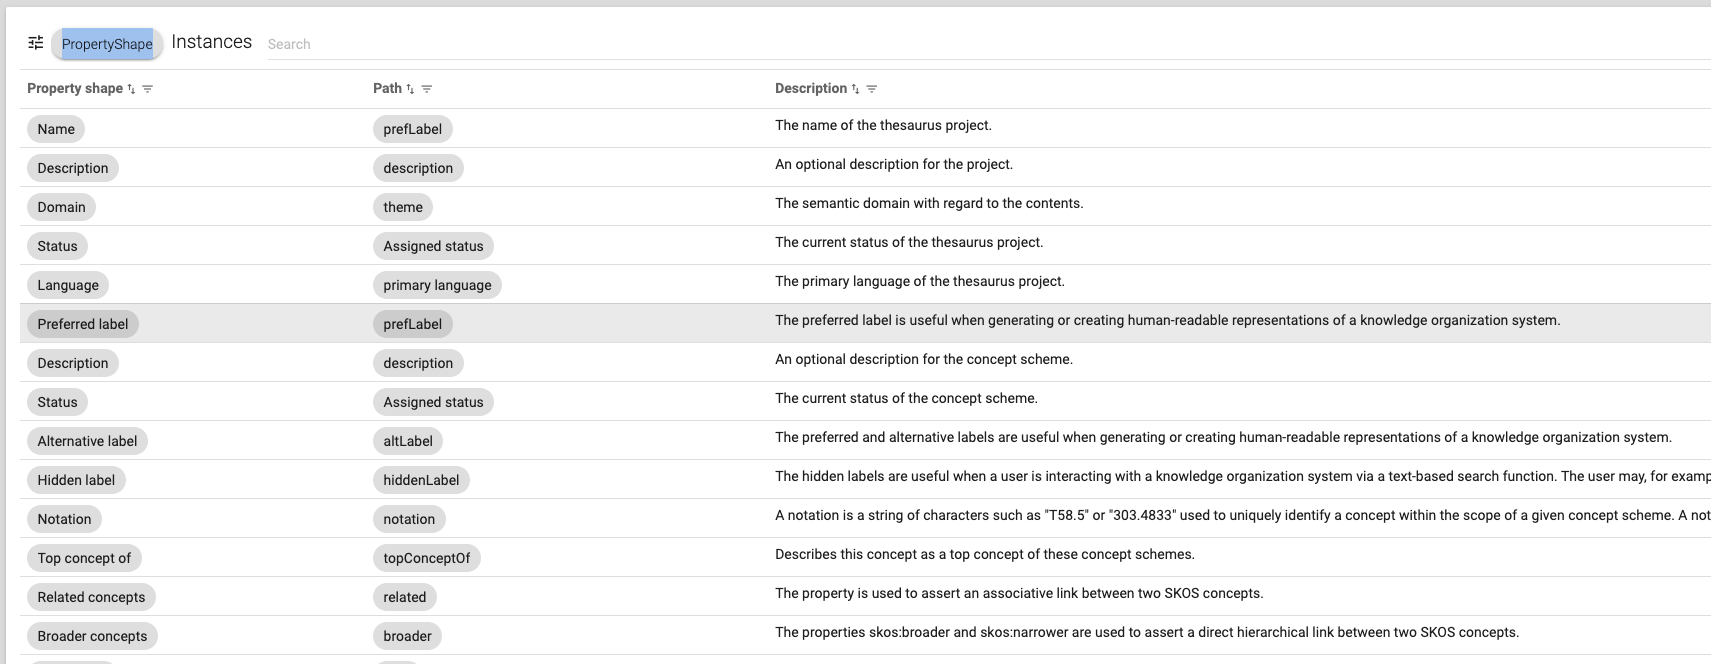 PropertyShape Instances Search
Property shape Path Description
Name prefLabel The name of the thesaurus project.
Description description An optional description for the project.
Domain theme The semantic domain with regard to the contents.
Status Assigned status The current status of the thesaurus project.
Language primary language The primary language of the thesaurus project.
Preferred label prefLabel The preferred label is useful when generating or creating human-readable representations of a knowledge organization system.
Description description An optional description for the concept scheme.
Status Assigned status The current status of the concept scheme.
Alternative label altLabel The preferred and alternative labels are useful when generating or creating human-readable representations of a knowledge organization system.
Hidden label hiddenLabel The hidden labels are useful when a user is interacting with a knowledge organization system via a text-based search function. The user may, for examp
Notation notation A notation is a string of characters such as "T58.5" or "303.4833" used to uniquely identify a concept within the scope of a given concept scheme. A not
Top concept of topConceptOf Describes this concept as a top concept of these concept schemes.
Related concepts related The property is used to assert an associative link between two SKOS concepts.
Broader concepts broader The properties skos:broader and skos:narrower are used to assert a direct hierarchical link between two SKOS concepts.